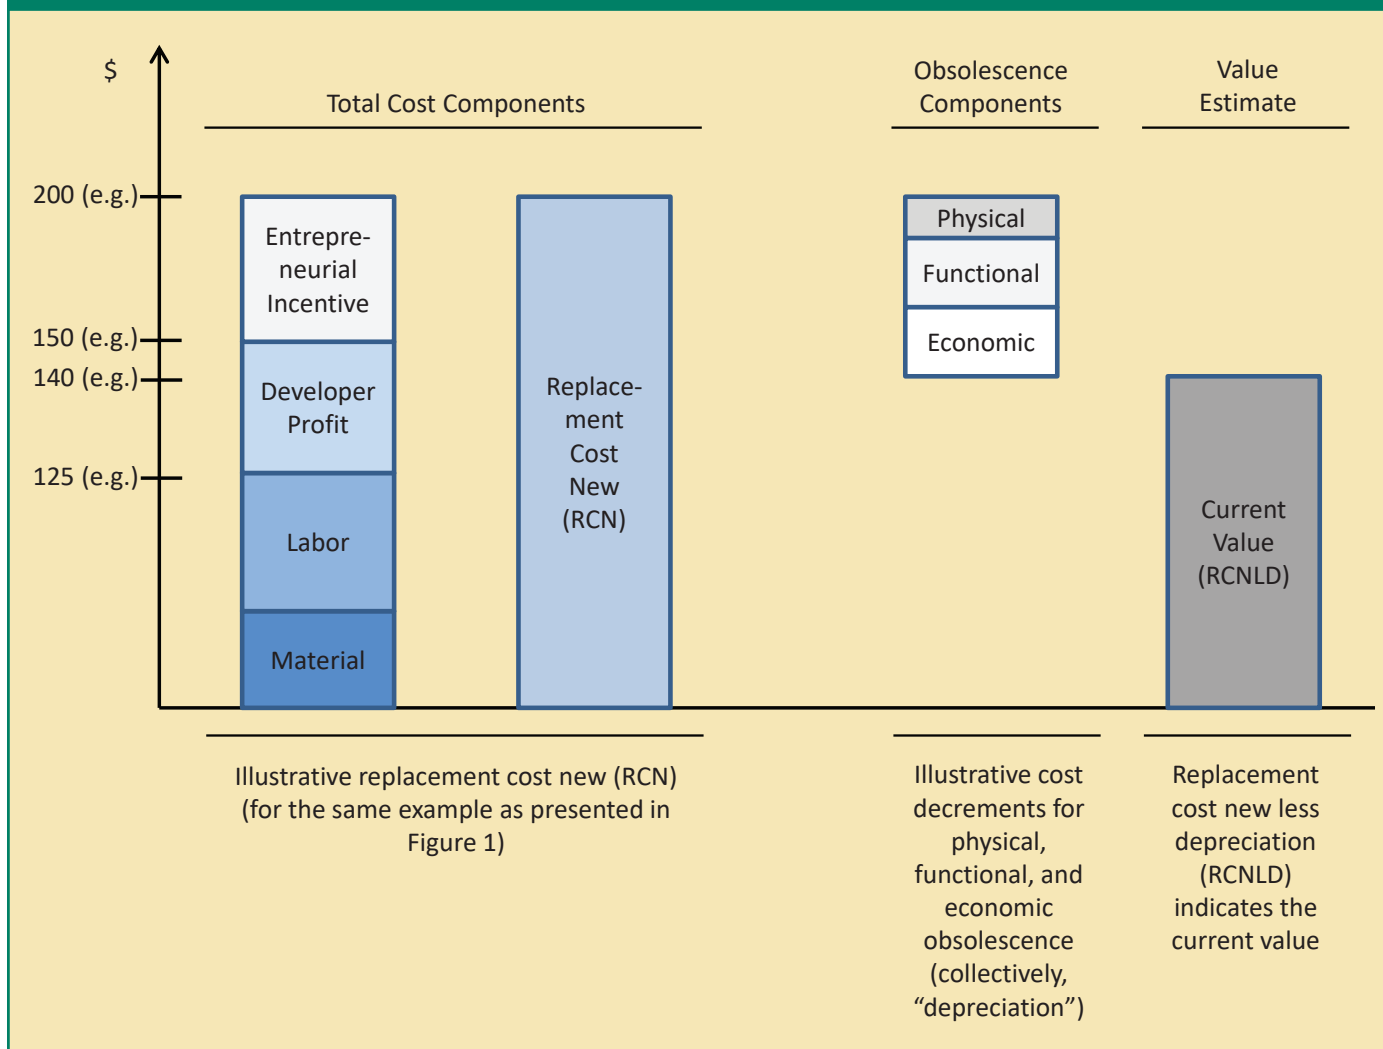 $
Total Cost Components
Obsolescence
Components
Value
Estimate
200 (e.g.)
150 (e.g.)
140 (e.g.)
125 (e.g.)
Entrepre-
neurial
Incentive
Developer
Profit
Labor
Material
Replace-
ment
Cost
New
(RCN)
Physical
Functional
Economic
Current
Value
(RCNLD)
Illustrative replacement cost new (RCN)
(for the same example as presented in
Figure 1)
Illustrative cost
decrements for
physical,
functional, and
economic
obsolescence
(collectively,
“depreciation”)
Replacement
cost new less
depreciation
(RCNLD)
indicates the
current value